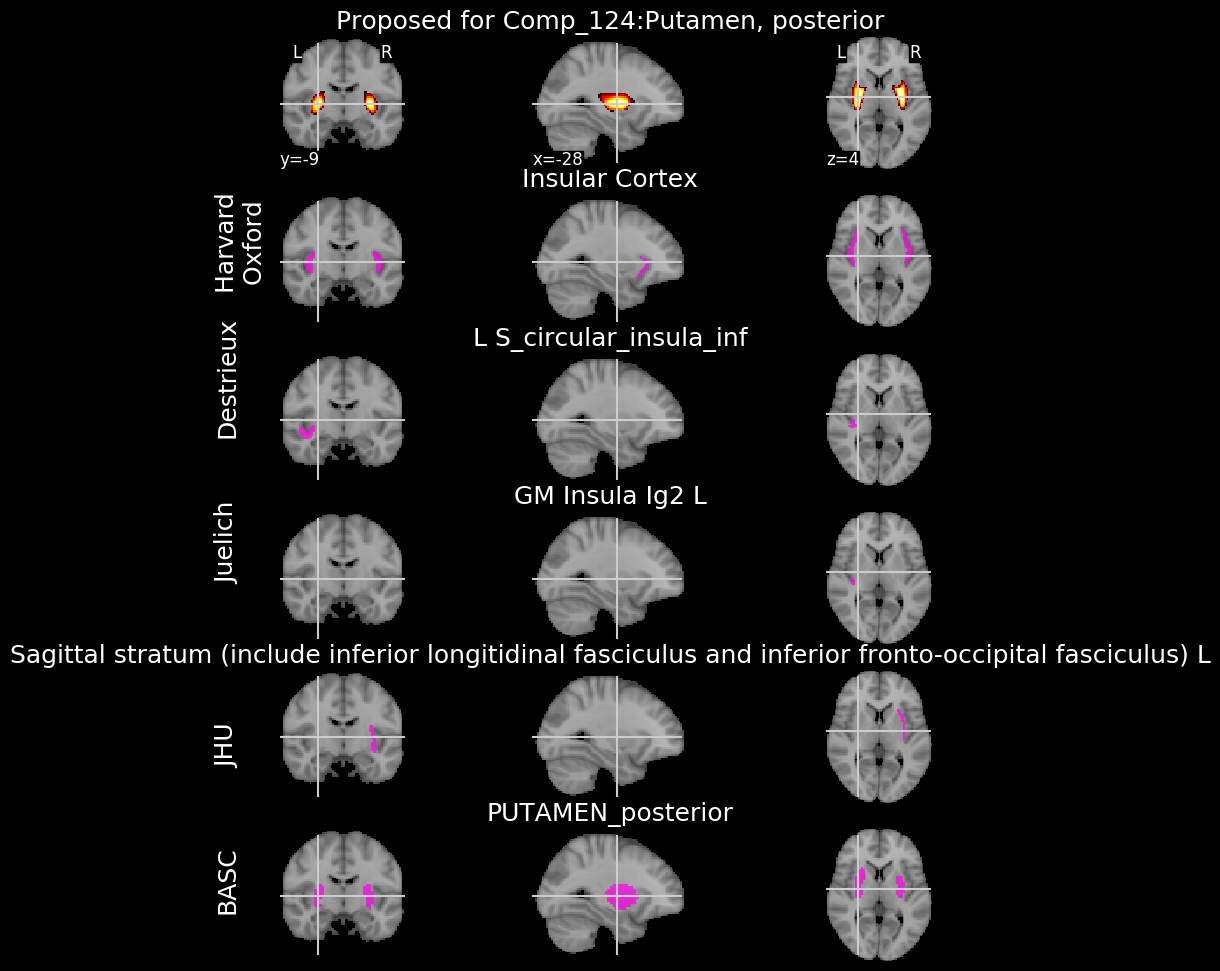 Proposed for Comp_124:Putamen, posterior
L R
L R
y=-9
x=-28
z=4
Insular Cortex
Harvard
Oxford
L S_circular_insula_inf
Destrieux
GM Insula Ig2 L
Juelich
Sagittal stratum (include inferior longitidinal fasciculus and inferior fronto-occipital fasciculus) L
JHU
PUTAMEN_posterior
BASC